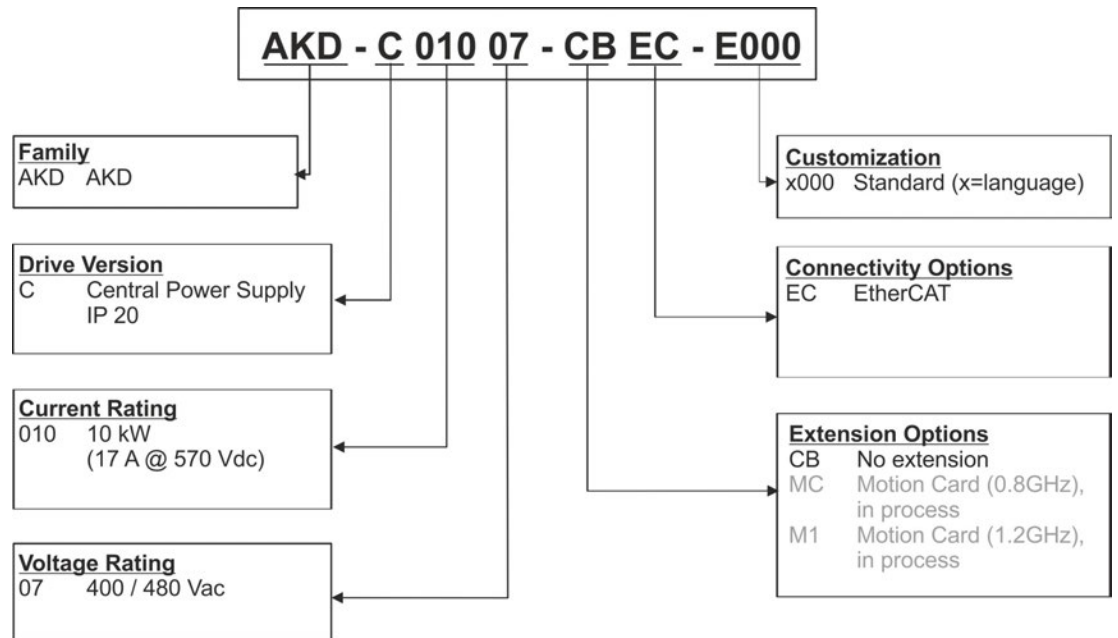 AKD - C 010 07 - CB EC - E000
Family
AKD AKD
Drive Version
C Central Power Supply
IP 20
Current Rating
010 10 kW
(17 A @ 570 Vdc)
Voltage Rating
07 400 / 480 Vac
Customization
x000 Standard (x=language)
Connectivity Options
EC EtherCAT
Extension Options
CB No extension
MC Motion Card (0.8GHz),
in process
M1 Motion Card (1.2GHz),
in process